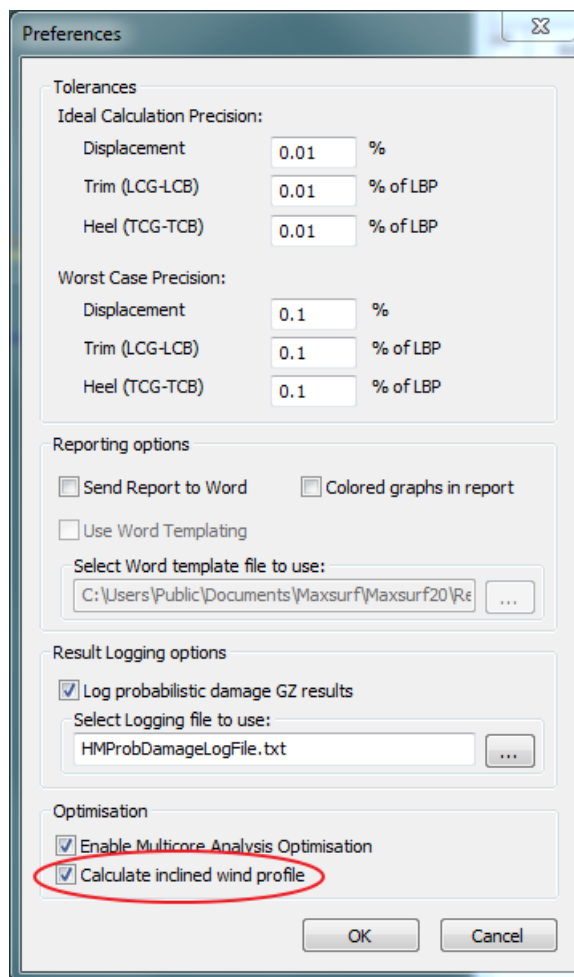 Preferences
Tolerances
Ideal Calculation Precision:
Displacement 0.01 %
Trim (LCG-LCB) 0.01 % of LBP
Heel (TCG-TCB) 0.01 % of LBP
Worst Case Precision:
Displacement 0.1 %
Trim (LCG-LCB) 0.1 % of LBP
Heel (TCG-TCB) 0.1 % of LBP
Reporting options
Send Report to Word Colored graphs in report
Use Word Templating
Select Word template file to use:
C:\Users\Public\Documents\Maxsurf\Maxsurf20\Re ...
Result Logging options
Log probabilistic damage GZ results
Select Logging file to use:
HMProbDamageLogFile.txt ...
Optimisation
Enable Multicore Analysis Optimisation
Calculate inclined wind profile
OK Cancel